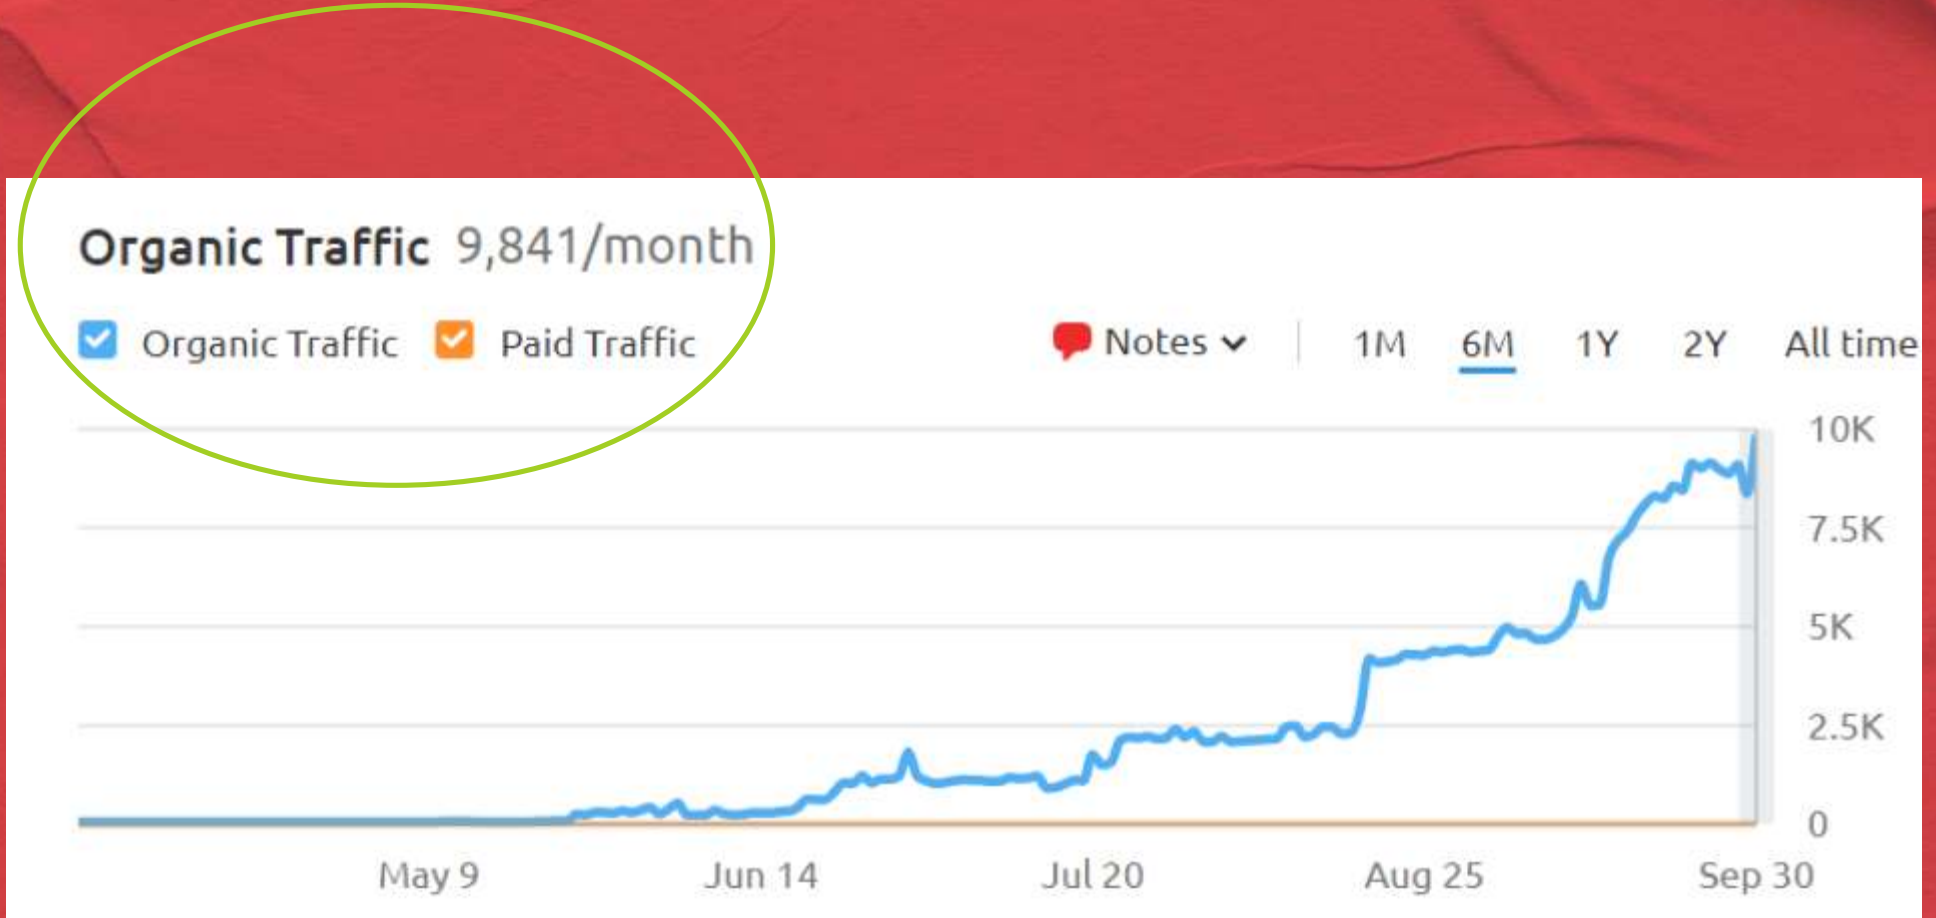 Organic Traffic 9,841/month
Organic Traffic Paid Traffic Notes 1M 6M 1Y 2Y All time
10K
7.5K
5K
2.5K
0
May 9 Jun 14 Jul 20 Aug 25 Sep 30